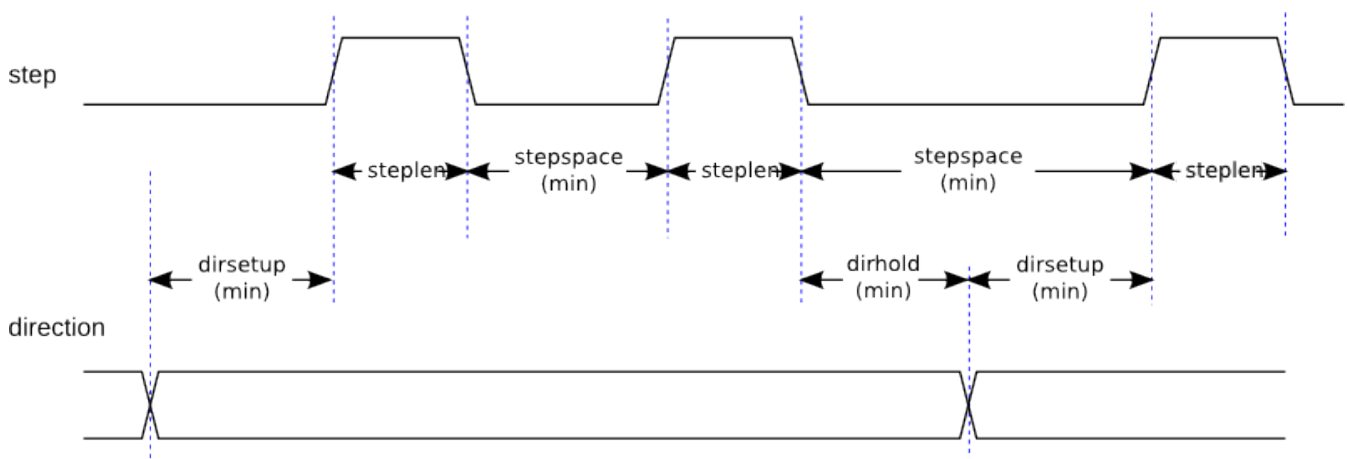 step
steplen
stepspace
(min)
steplen
stepspace
(min)
steplen
dirsetup
(min)
dirhold
(min)
dirsetup
(min)
direction